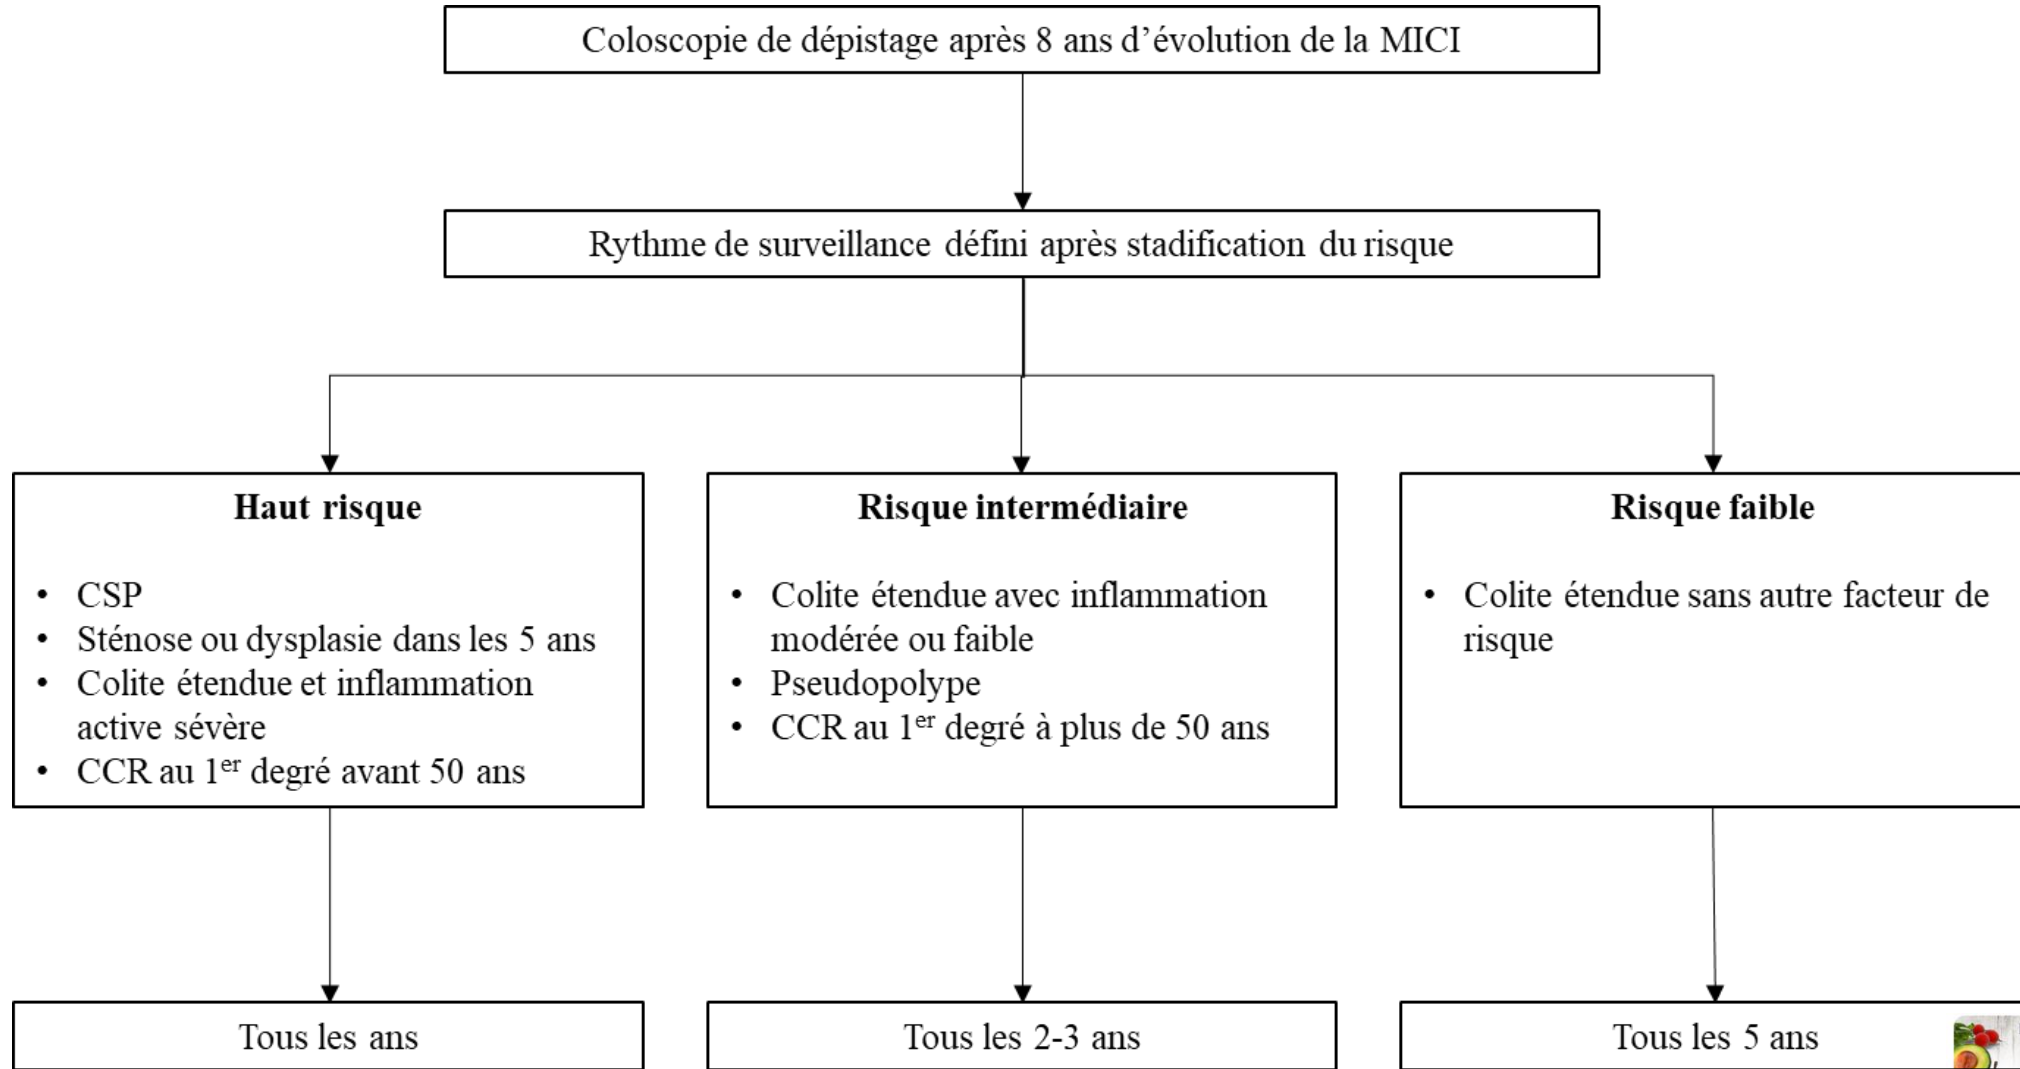 Coloscopie de dépistage après 8 ans d’évolution de la MICI
Rythme de surveillance défini après stadification du risque
Haut risque
• CSP
• Sténose ou dysplasie dans les 5 ans
• Colite étendue et inflammation
active sévère
• CCR au 1er degré avant 50 ans
Risque intermédiaire
• Colite étendue avec inflammation
modérée ou faible
• Pseudopolype
• CCR au 1er degré à plus de 50 ans
Risque faible
• Colite étendue sans autre facteur de
risque
Tous les ans
Tous les 2-3 ans
Tous les 5 ans